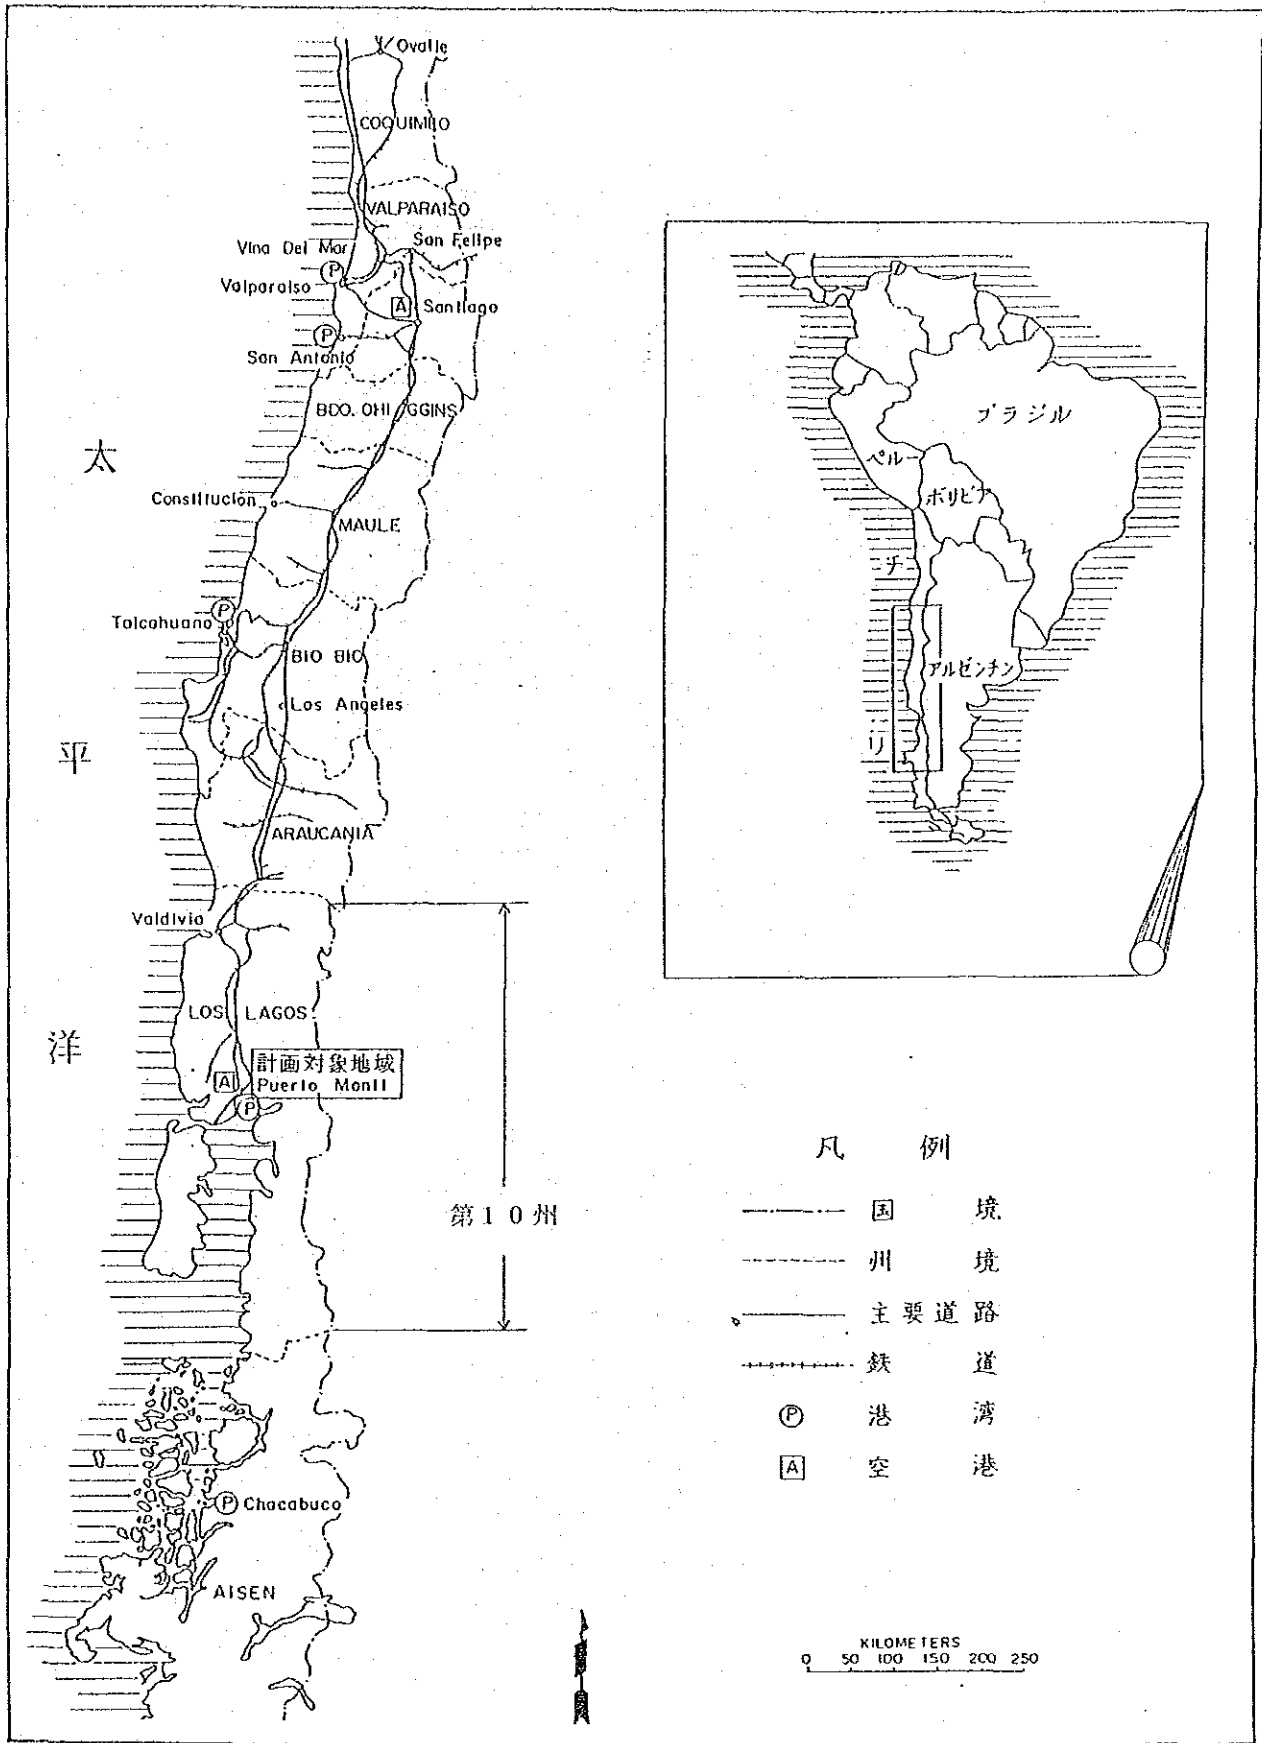 Ovalle
COQUIMBO
VALPARAISO
Vina Del Mar
San Felipe
P
Valparaiso
A
Santiago
P
San Antonio
BDO. OHIGGINS
太平洋
Constitucion
MAULE
P
Talcahuano
BIO BIO
Los Angeles
ARAUCANIA
Valdivia
LOS LAGOS
計画対象地域
A
Puerto Montt
P
第10州
P
Chacabuco
AISEN
ブラジル
ペルー
ボリビア
チリ
アルゼンチン
凡例
国境
州境
主要道路
鉄道
P 港湾
A 空港
KILOMETERS
0 50 100 150 200 250